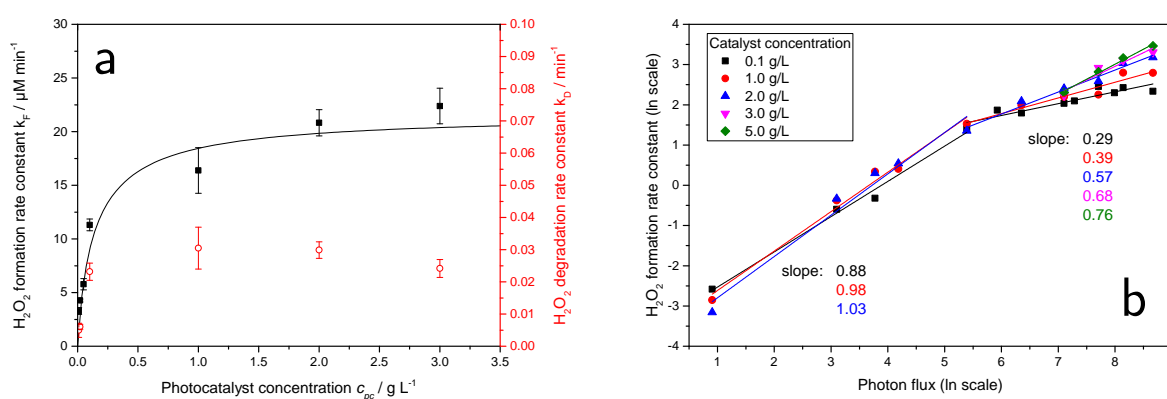 a
H₂O₂ formation rate constant k_F / µM min⁻¹
30
25
20
15
10
5
0
0.0 0.5 1.0 1.5 2.0 2.5 3.0 3.5
Photocatalyst concentration c_pc / g L⁻¹
0.10
0.09
0.08
0.07
0.06
0.05
0.04
0.03
0.02
0.01
0.00
H₂O₂ degradation rate constant k_D / min⁻¹
b
H₂O₂ formation rate constant (ln scale)
4
3
2
1
0
-1
-2
-3
-4
Catalyst concentration
0.1 g/L
1.0 g/L
2.0 g/L
3.0 g/L
5.0 g/L
slope: 0.29
0.39
0.57
0.68
0.76
slope: 0.88
0.98
1.03
1 2 3 4 5 6 7 8
Photon flux (ln scale)